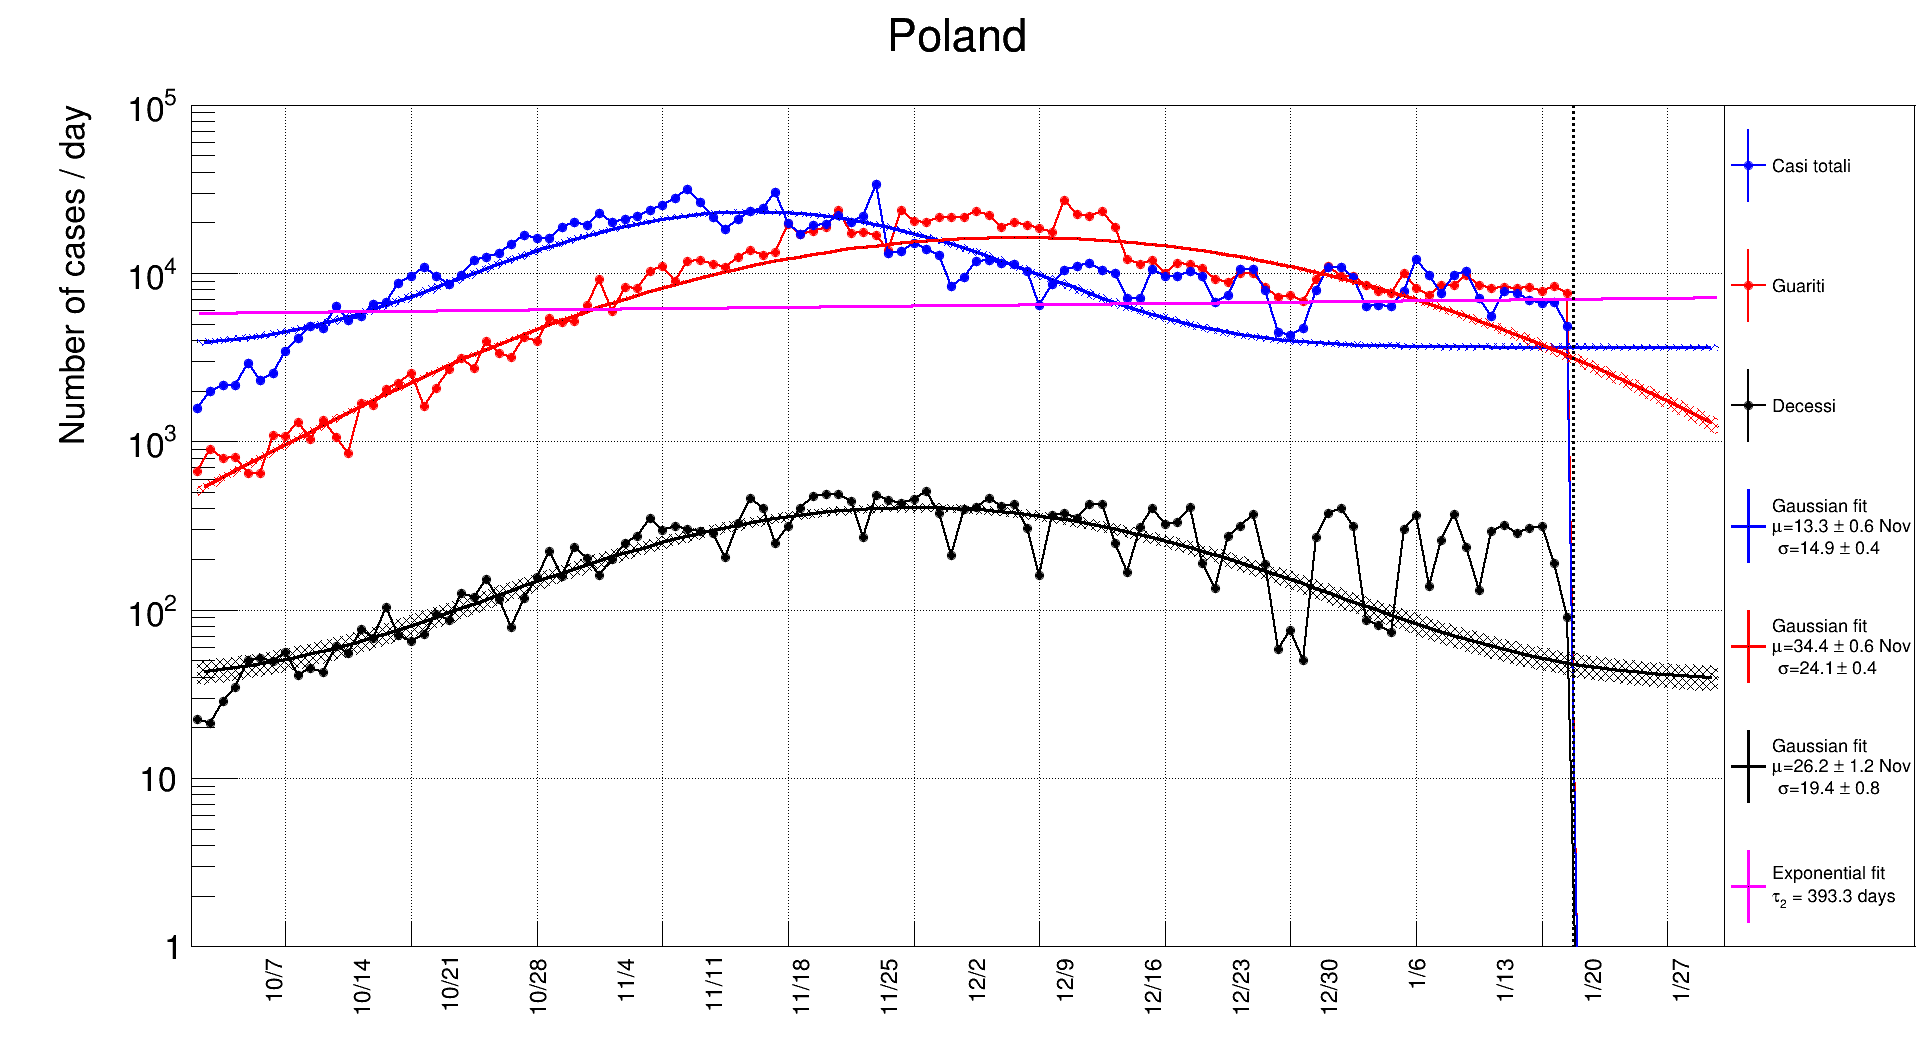 Poland
Number of cases / day
10^5
10^4
10^3
10^2
10
1
10/7
10/14
10/21
10/28
11/4
11/11
11/18
11/25
12/2
12/9
12/16
12/23
12/30
1/6
1/13
1/20
1/27
Casi totali
Guariti
Decessi
Gaussian fit
μ=13.3 ± 0.6 Nov
σ=14.9 ± 0.4
Gaussian fit
μ=34.4 ± 0.6 Nov
σ=24.1 ± 0.4
Gaussian fit
μ=26.2 ± 1.2 Nov
σ=19.4 ± 0.8
Exponential fit
τ₂ = 393.3 days